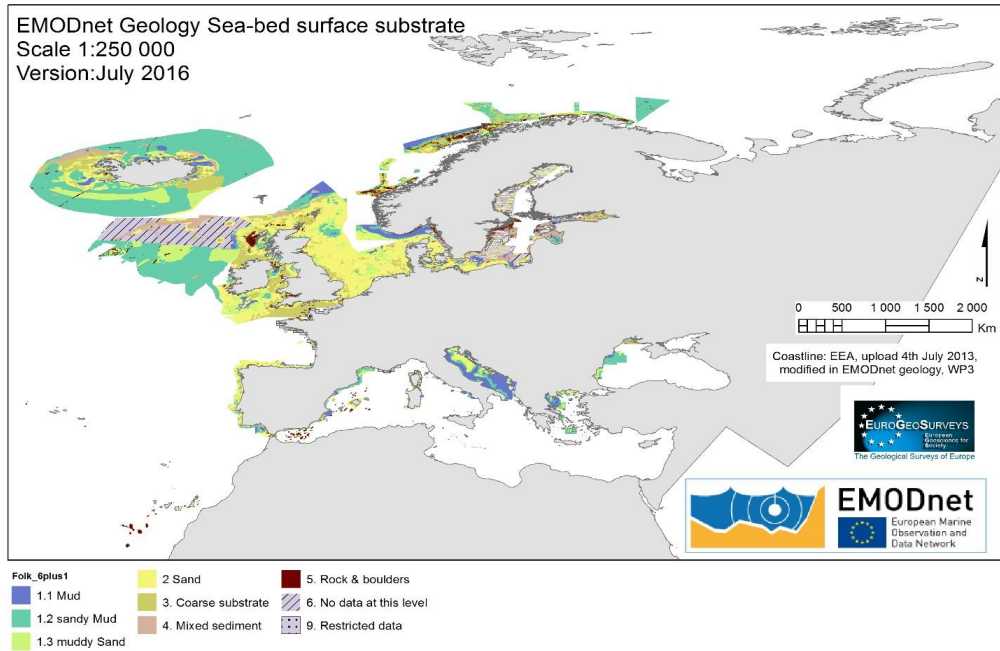 EMODnet Geology Sea-bed surface substrate
Scale 1:250 000
Version:July 2016
z
0 500 1 000 1 500 2 000
Km
Coastline: EEA, upload 4th July 2013,
modified in EMODnet geology, WP3
EUROGEOSURVEYS
European
Geoscience for
Society
The Geological Surveys of Europe
EMODnet
European Marine
Observation and
Data Network
Folk_6plus1
1.1 Mud
1.2 sandy Mud
1.3 muddy Sand
2 Sand
3. Coarse substrate
4. Mixed sediment
5. Rock & boulders
6. No data at this level
9. Restricted data